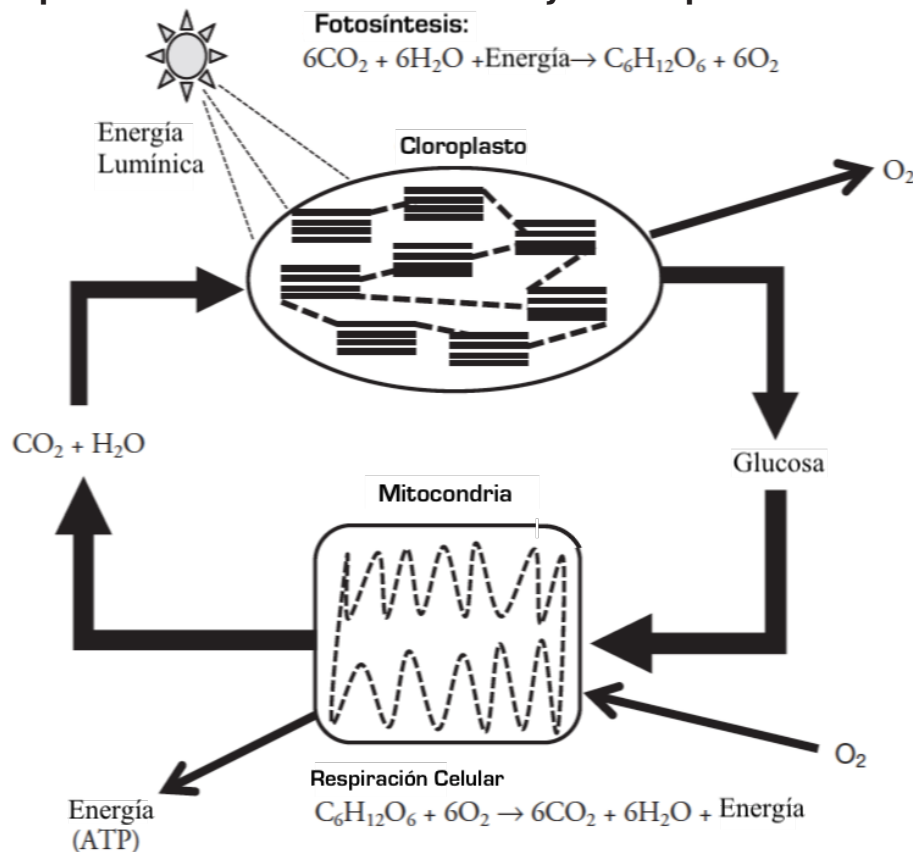 Fotosíntesis:
6CO₂ + 6H₂O +Energía→ C₆H₁₂O₆ + 6O₂
Energía
Lumínica
Cloroplasto
O₂
CO₂ + H₂O
Glucosa
Mitocondria
O₂
Respiración Celular
C₆H₁₂O₆ + 6O₂ → 6CO₂ + 6H₂O + Energía
Energía
(ATP)